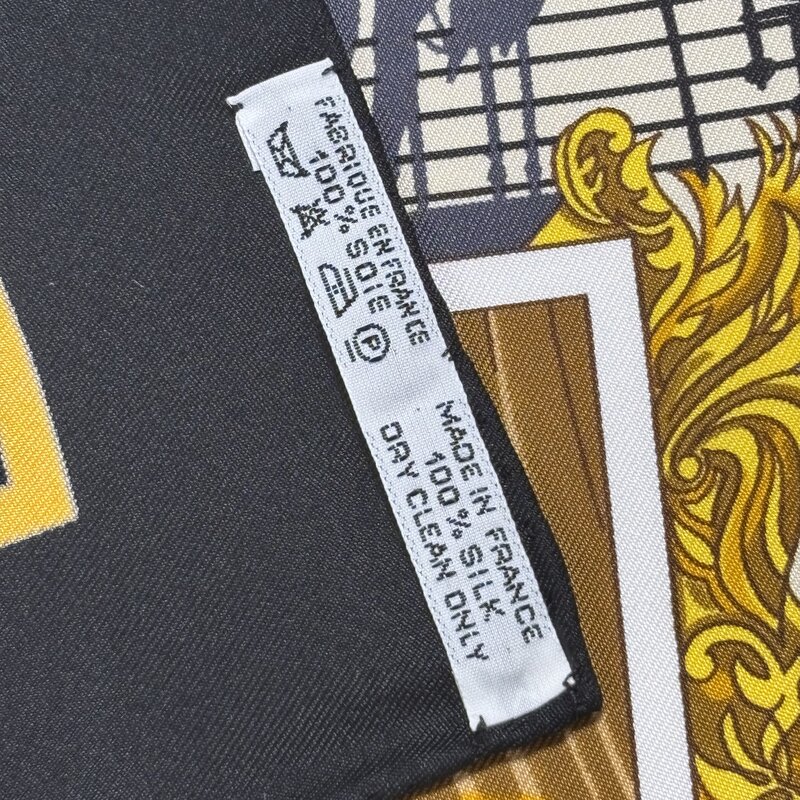 FABRIQUE EN FRANCE
100% SOIE
P
MADE IN FRANCE
100% SILK
DRY CLEAN ONLY